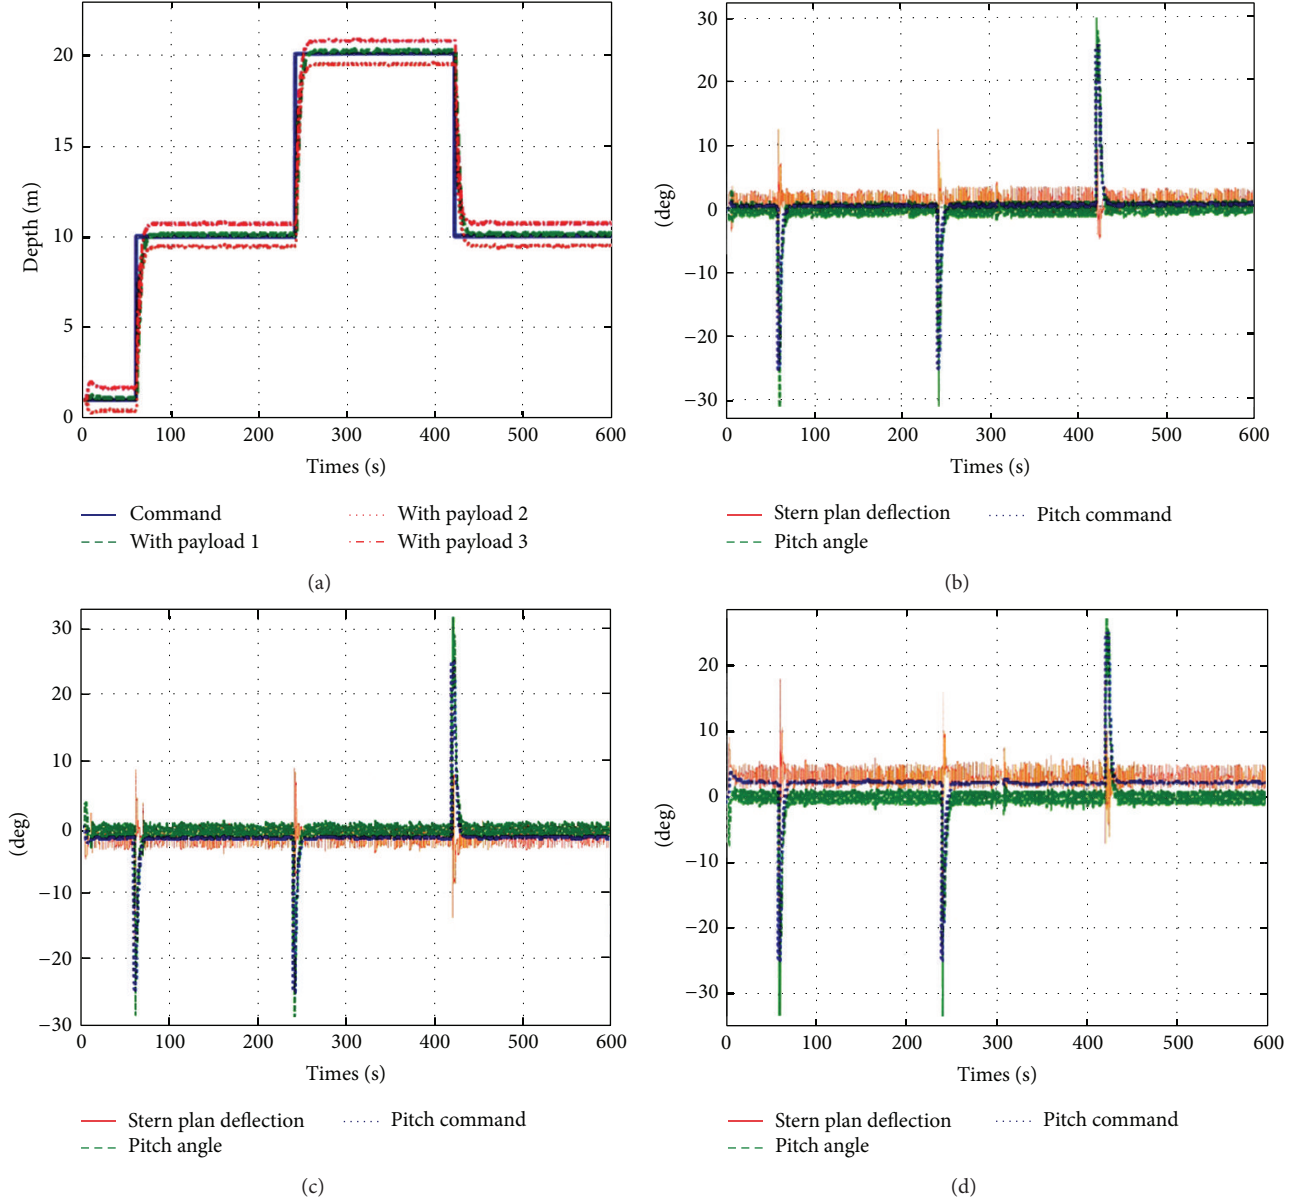 20
15
10
5
0
Depth (m)
0 100 200 300 400 500 600
Times (s)
Command
With payload 1
With payload 2
With payload 3
(a)
30
20
10
0
−10
−20
−30
(deg)
0 100 200 300 400 500 600
Times (s)
Stern plan deflection
Pitch angle
Pitch command
(b)
30
20
10
0
−10
−20
−30
(deg)
0 100 200 300 400 500 600
Times (s)
Stern plan deflection
Pitch angle
Pitch command
(c)
20
10
0
−10
−20
−30
(deg)
0 100 200 300 400 500 600
Times (s)
Stern plan deflection
Pitch angle
Pitch command
(d)